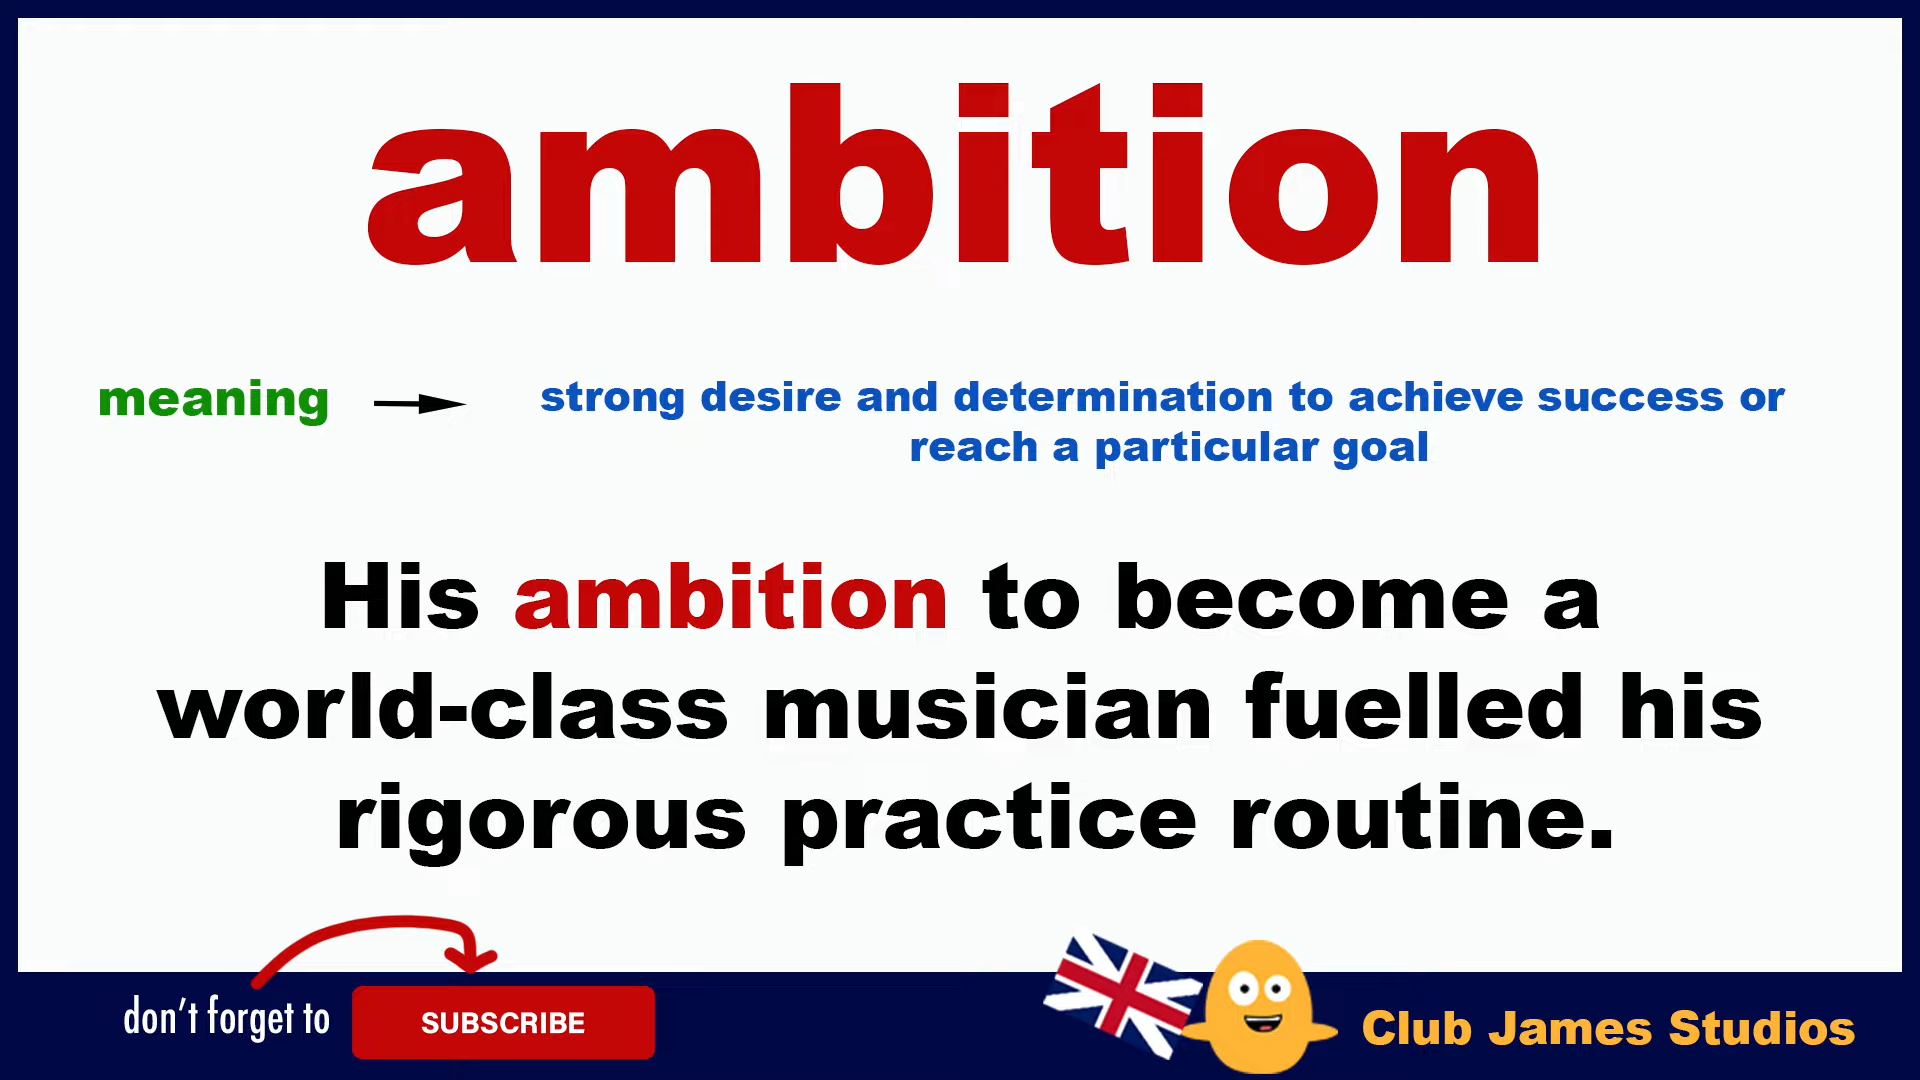 ambition
meaning
strong desire and determination to achieve success or
reach a particular goal
His ambition to become a
world-class musician fuelled his
rigorous practice routine.
don't forget to
SUBSCRIBE
Club James Studios